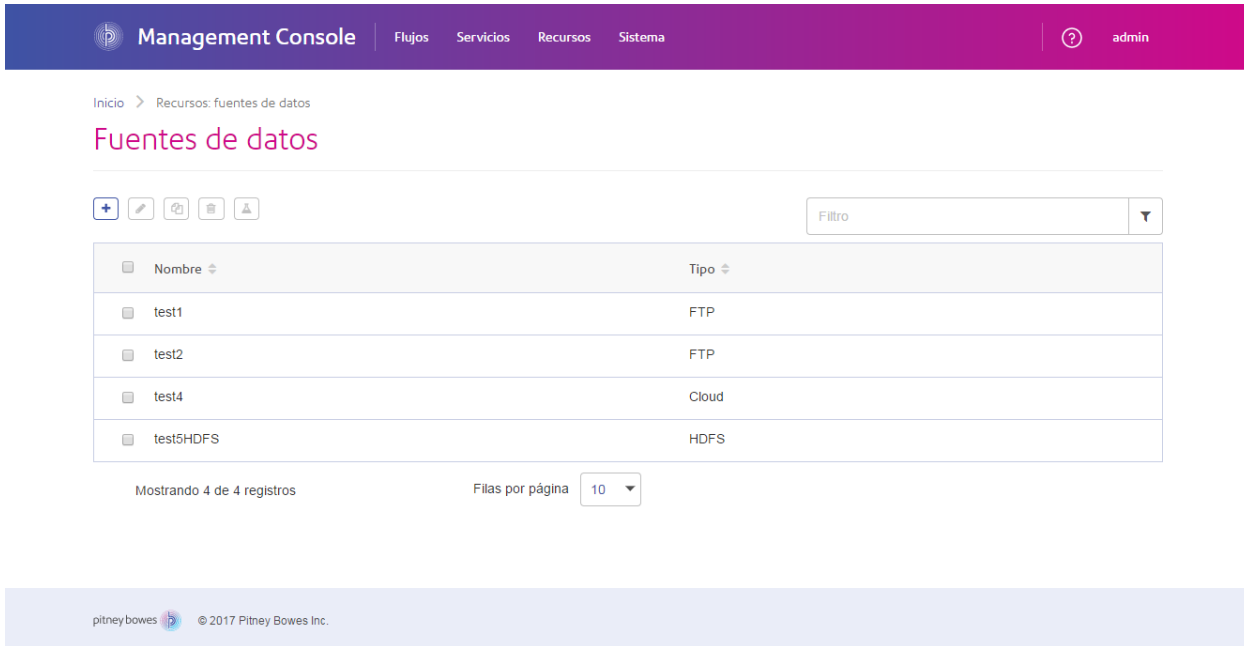 Management Console Flujos Servicios Recursos Sistema admin
Inicio > Recursos: fuentes de datos
Fuentes de datos
Filtro
Nombre Tipo
test1 FTP
test2 FTP
test4 Cloud
test5HDFS HDFS
Mostrando 4 de 4 registros Filas por página 10
pitney bowes © 2017 Pitney Bowes Inc.